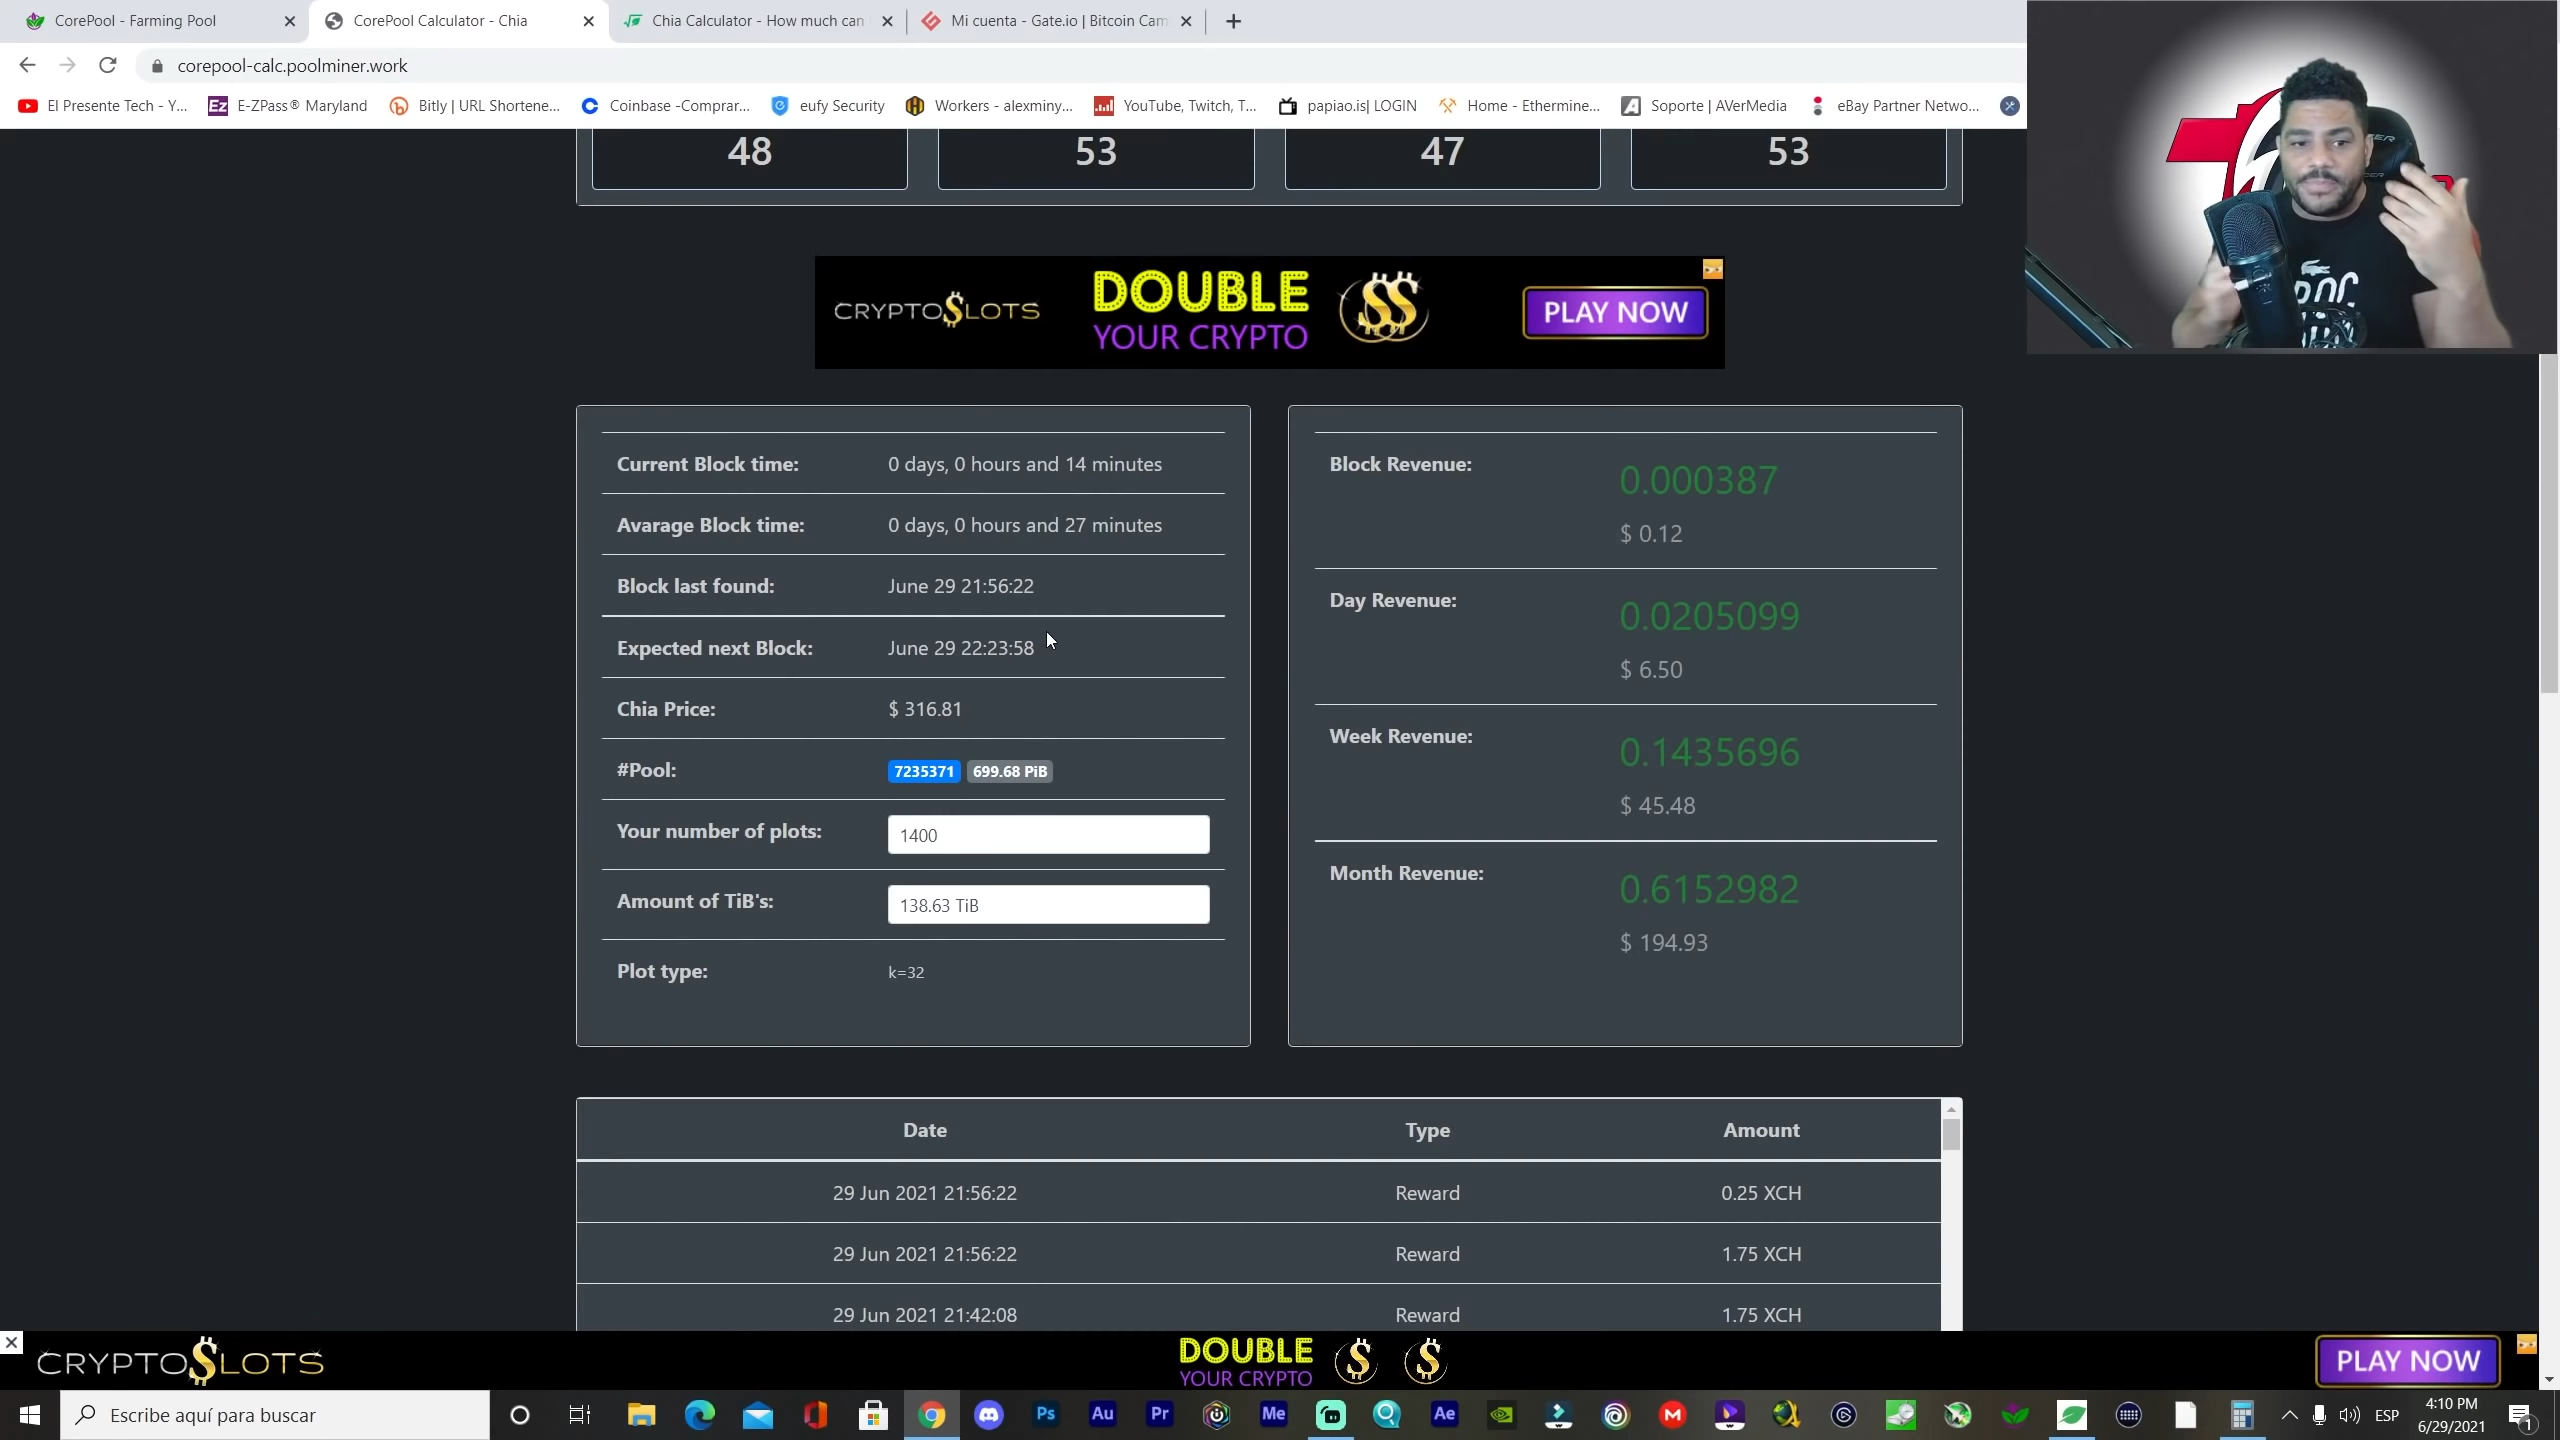 CorePool - Farming Pool
CorePool Calculator - Chia
Chia Calculator - How much can
Mi cuenta - Gate.io | Bitcoin Cam
corepool-calc.poolminer.work
El Presente Tech - Y...
E-ZPass® Maryland
Bitly | URL Shortene...
Coinbase -Comprar...
eufy Security
Workers - alexminy...
YouTube, Twitch, T...
papiao.is| LOGIN
Home - Ethermine...
Soporte | AVerMedia
eBay Partner Netwo...
48
53
47
53
CRYPTO$LOTS
DOUBLE
YOUR CRYPTO
PLAY NOW
Current Block time: 0 days, 0 hours and 14 minutes
Avarage Block time: 0 days, 0 hours and 27 minutes
Block last found: June 29 21:56:22
Expected next Block: June 29 22:23:58
Chia Price: $ 316.81
#Pool: 7235371 699.68 PiB
Your number of plots: 1400
Amount of TiB's: 138.63 TiB
Plot type: k=32
Block Revenue: 0.000387
$ 0.12
Day Revenue: 0.0205099
$ 6.50
Week Revenue: 0.1435696
$ 45.48
Month Revenue: 0.6152982
$ 194.93
Date Type Amount
29 Jun 2021 21:56:22 Reward 0.25 XCH
29 Jun 2021 21:56:22 Reward 1.75 XCH
29 Jun 2021 21:42:08 Reward 1.75 XCH
CRYPTO$LOTS
DOUBLE
YOUR CRYPTO
PLAY NOW
Escribe aquí para buscar
Ps
Au
Pr
Me
Ae
ESP
4:10 PM
6/29/2021
1